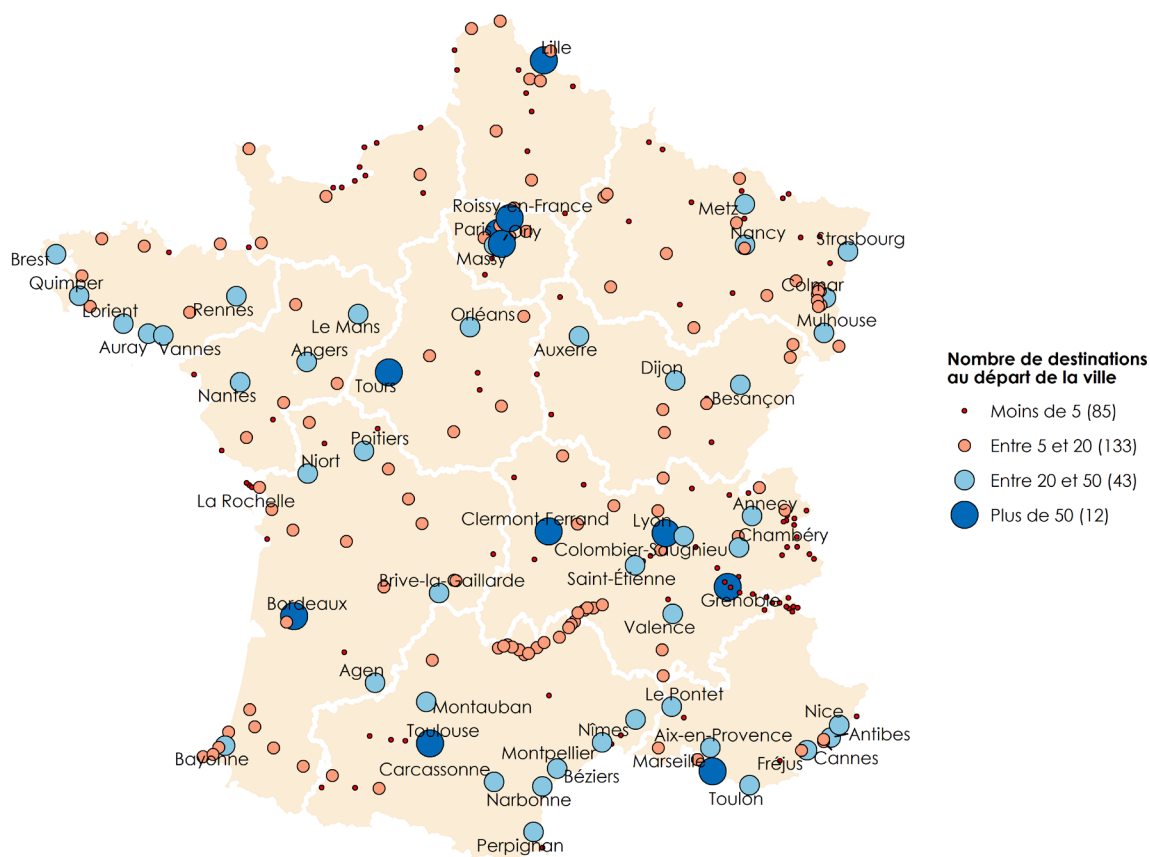 Lille
Roissy-en-France
Paris
Orly
Massy
Metz
Nancy
Strasbourg
Brest
Quimper
Lorient
Rennes
Colmar
Le Mans
Orléans
Mulhouse
Auray
Vannes
Angers
Auxerre
Nombre de destinations
au départ de la ville
Tours
Dijon
Nantes
Besançon
Moins de 5 (85)
Poitiers
Entre 5 et 20 (133)
Niort
Entre 20 et 50 (43)
La Rochelle
Annecy
Plus de 50 (12)
Clermont-Ferrand
Lyon
Chambéry
Colombier-Saugnieu
Saint-Étienne
Brive-la-Gaillarde
Grenoble
Bordeaux
Valence
Agen
Le Pontet
Montauban
Nice
Toulouse
Nîmes
Aix-en-Provence
Antibes
Bayonne
Montpellier
Marseille
Fréjus
Cannes
Carcassonne
Béziers
Narbonne
Toulon
Perpignan